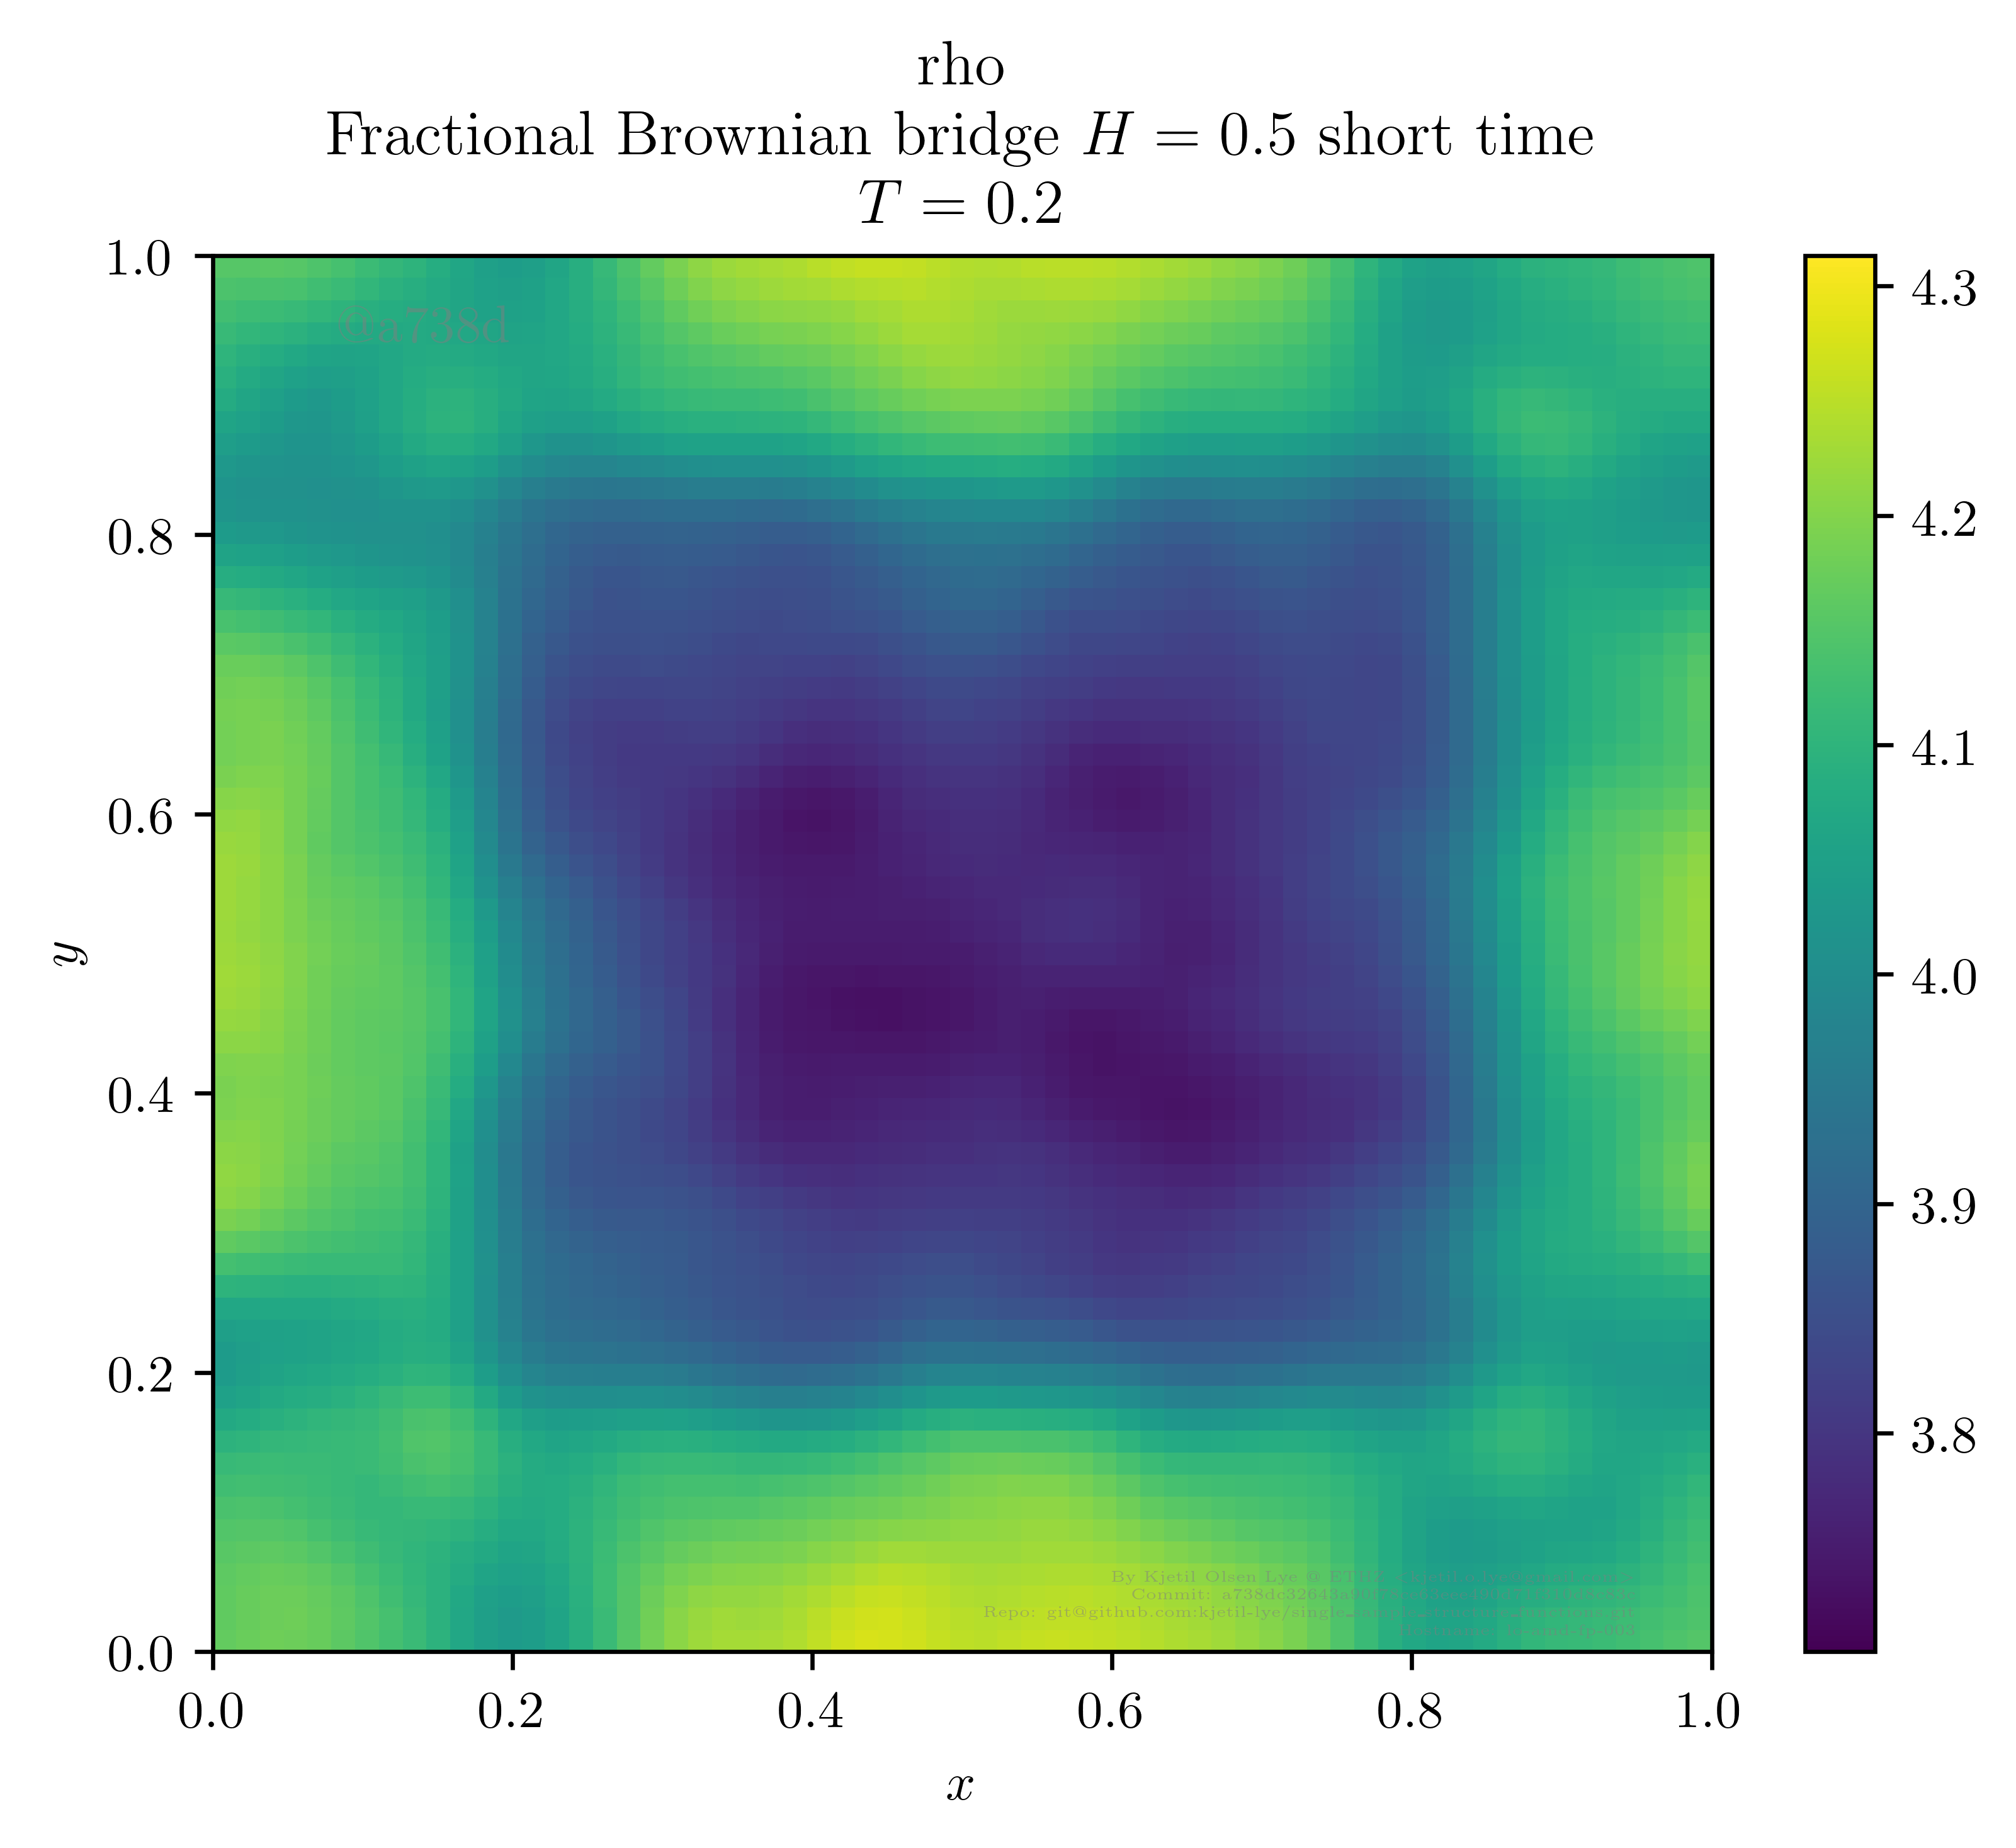 rho
Fractional Brownian bridge H = 0.5 short time
T = 0.2
1.0
0.8
0.6
0.4
0.2
0.0
y
@a738d
By Kjetil Olsen Lye @ ETHZ
Commit:
Repo: git@github.com:kjetil-lye/
0.0 0.2 0.4 0.6 0.8 1.0
x
4.3
4.2
4.1
4.0
3.9
3.8